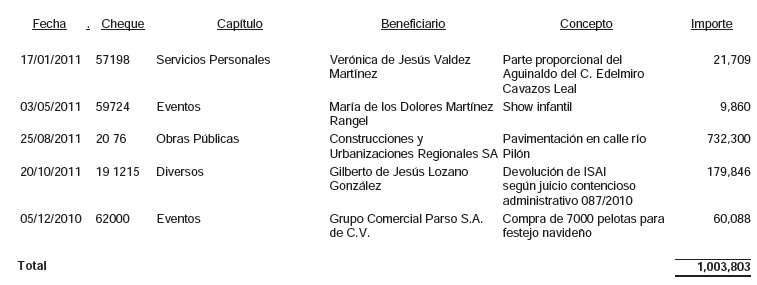 Fecha . Cheque Capítulo Beneficiario Concepto Importe
17/01/2011 57198 Servicios Personales Verónica de Jesús Valdez Parte proporcional del 21,709
Martínez Aguinaldo del C. Edelmiro
Cavazos Leal
03/05/2011 59724 Eventos María de los Dolores Martínez Show infantil 9,860
Rangel
25/08/2011 20 76 Obras Públicas Construcciones y Pavimentación en calle río 732,300
Urbanizaciones Regionales SA Pilón
20/10/2011 19 1215 Diversos Gilberto de Jesús Lozano Devolución de ISAI 179,846
González según juicio contencioso
administrativo 087/2010
05/12/2010 62000 Eventos Grupo Comercial Parso S.A. Compra de 7000 pelotas para 60,088
de C.V. festejo navideño
Total 1,003,803